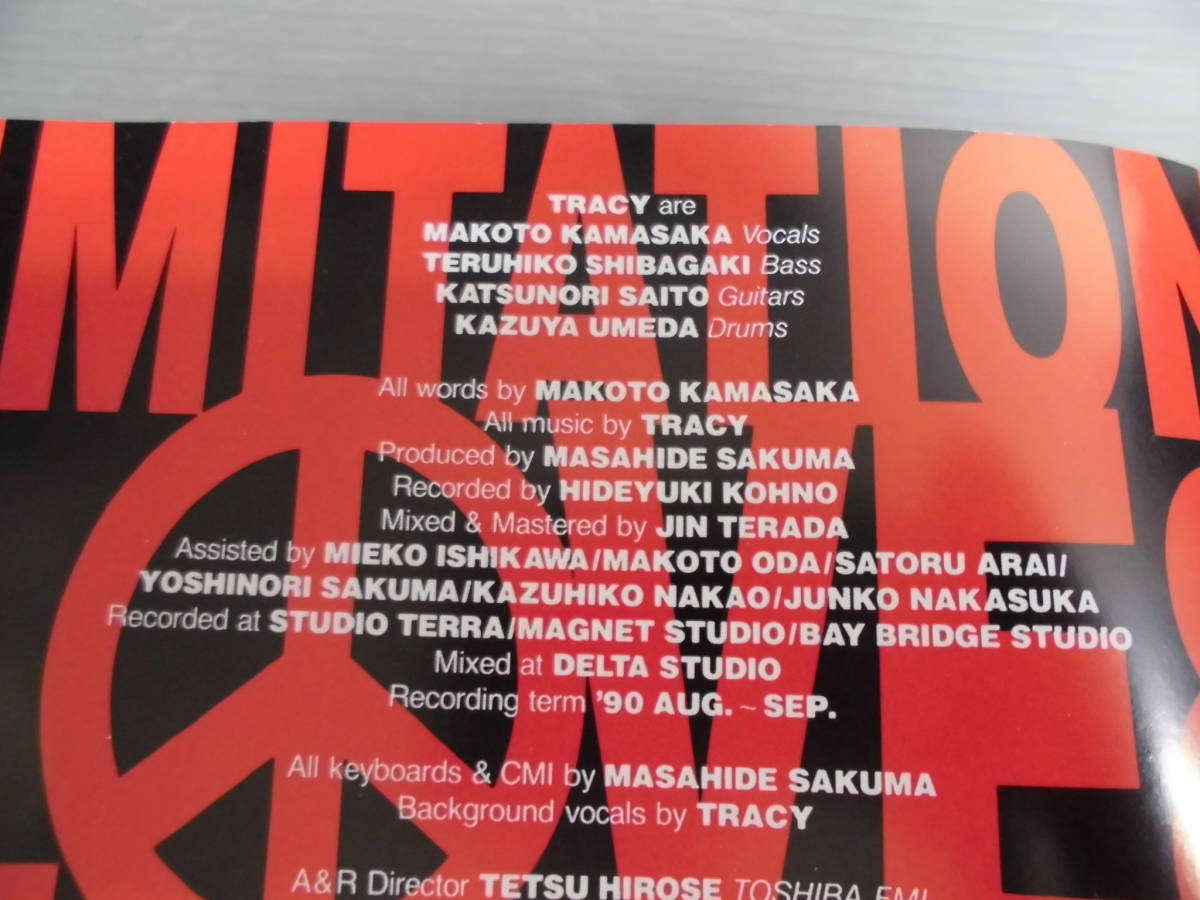 IMITATION
LOVE
TRACY are
MAKOTO KAMASAKA Vocals
TERUHIKO SHIBAGAKI Bass
KATSUNORI SAITO Guitars
KAZUYA UMEDA Drums
All words by MAKOTO KAMASAKA
All music by TRACY
Produced by MASAHIDE SAKUMA
Recorded by HIDEYUKI KOHNO
Mixed & Mastered by JIN TERADA
Assisted by MIEKO ISHIKAWA/MAKOTO ODA/SATORU ARAI/
YOSHINORI SAKUMA/KAZUHIKO NAKAO/JUNKO NAKASUKA
Recorded at STUDIO TERRA/MAGNET STUDIO/BAY BRIDGE STUDIO
Mixed at DELTA STUDIO
Recording term '90 AUG. ~ SEP.
All keyboards & CMI by MASAHIDE SAKUMA
Background vocals by TRACY
A&R Director TETSU HIROSE TOSHIBA EMI